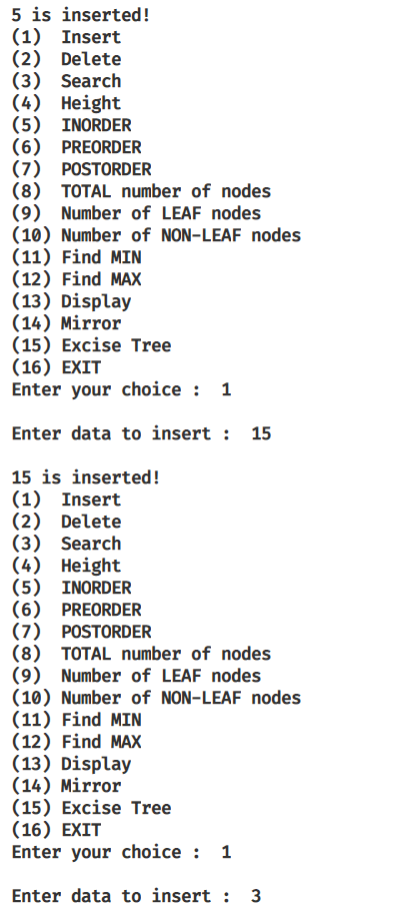 5 is inserted!
(1)  Insert
(2)  Delete
(3)  Search
(4)  Height
(5)  INORDER
(6)  PREORDER
(7)  POSTORDER
(8)  TOTAL number of nodes
(9)  Number of LEAF nodes
(10) Number of NON-LEAF nodes
(11) Find MIN
(12) Find MAX
(13) Display
(14) Mirror
(15) Excise Tree
(16) EXIT
Enter your choice :  1
Enter data to insert :  15
15 is inserted!
(1)  Insert
(2)  Delete
(3)  Search
(4)  Height
(5)  INORDER
(6)  PREORDER
(7)  POSTORDER
(8)  TOTAL number of nodes
(9)  Number of LEAF nodes
(10) Number of NON-LEAF nodes
(11) Find MIN
(12) Find MAX
(13) Display
(14) Mirror
(15) Excise Tree
(16) EXIT
Enter your choice :  1
Enter data to insert :  3